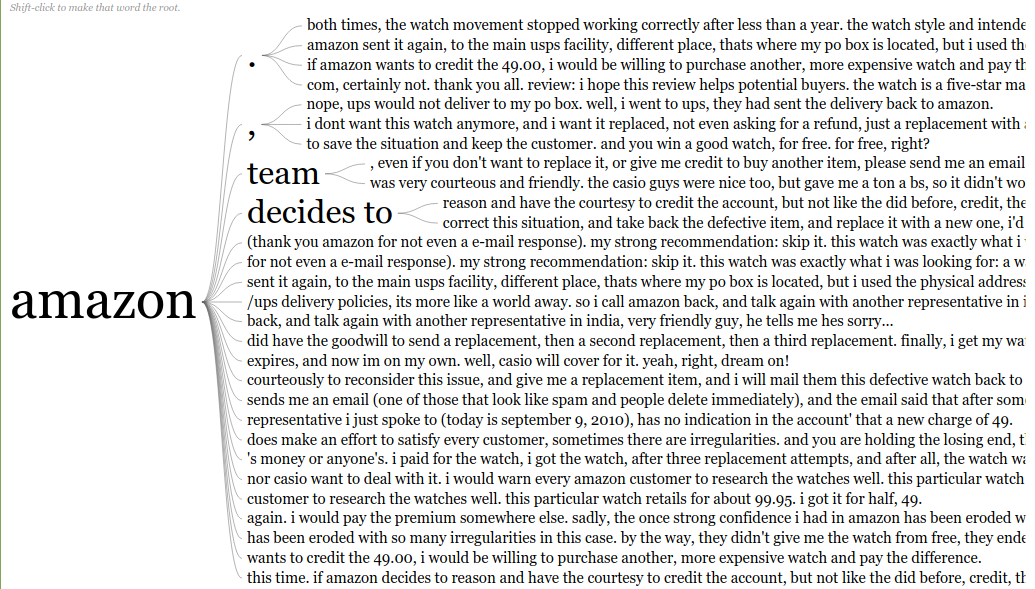 Shift-click to make that word the root.
both times, the watch movement stopped working correctly after less than a year. the watch style and intende
amazon sent it again, to the main usps facility, different place, thats where my po box is located, but i used th
.
if amazon wants to credit the 49.00, i would be willing to purchase another, more expensive watch and pay th
com, certainly not. thank you all. review: i hope this review helps potential buyers. the watch is a five-star ma
nope, ups would not deliver to my po box. well, i went to ups, they had sent the delivery back to amazon.
,
i dont want this watch anymore, and i want it replaced, not even asking for a refund, just a replacement with
to save the situation and keep the customer. and you win a good watch, for free. for free, right?
team
, even if you don't want to replace it, or give me credit to buy another item, please send me an email
was very courteous and friendly. the casio guys were nice too, but gave me a ton a bs, so it didn't wo
decides to
reason and have the courtesy to credit the account, but not like the did before, credit, the
correct this situation, and take back the defective item, and replace it with a new one, i'd
(thank you amazon for not even a e-mail response). my strong recommendation: skip it. this watch was exactly what i
for not even a e-mail response). my strong recommendation: skip it. this watch was exactly what i was looking for: a w
sent it again, to the main usps facility, different place, thats where my po box is located, but i used the physical address
amazon
/ups delivery policies, its more like a world away. so i call amazon back, and talk again with another representative in i
back, and talk again with another representative in india, very friendly guy, he tells me hes sorry...
did have the goodwill to send a replacement, then a second replacement, then a third replacement. finally, i get my wa
expires, and now im on my own. well, casio will cover for it. yeah, right, dream on!
courteously to reconsider this issue, and give me a replacement item, and i will mail them this defective watch back to
sends me an email (one of those that look like spam and people delete immediately), and the email said that after som
representative i just spoke to (today is september 9, 2010), has no indication in the account' that a new charge of 49.
does make an effort to satisfy every customer, sometimes there are irregularities. and you are holding the losing end, t
's money or anyone's. i paid for the watch, i got the watch, after three replacement attempts, and after all, the watch wa
nor casio want to deal with it. i would warn every amazon customer to research the watches well. this particular watch
customer to research the watches well. this particular watch retails for about 99.95. i got it for half, 49.
again. i would pay the premium somewhere else. sadly, the once strong confidence i had in amazon has been eroded w
has been eroded with so many irregularities in this case. by the way, they didn't give me the watch from free, they ende
wants to credit the 49.00, i would be willing to purchase another, more expensive watch and pay the difference.
this time. if amazon decides to reason and have the courtesy to credit the account, but not like the did before, credit, th